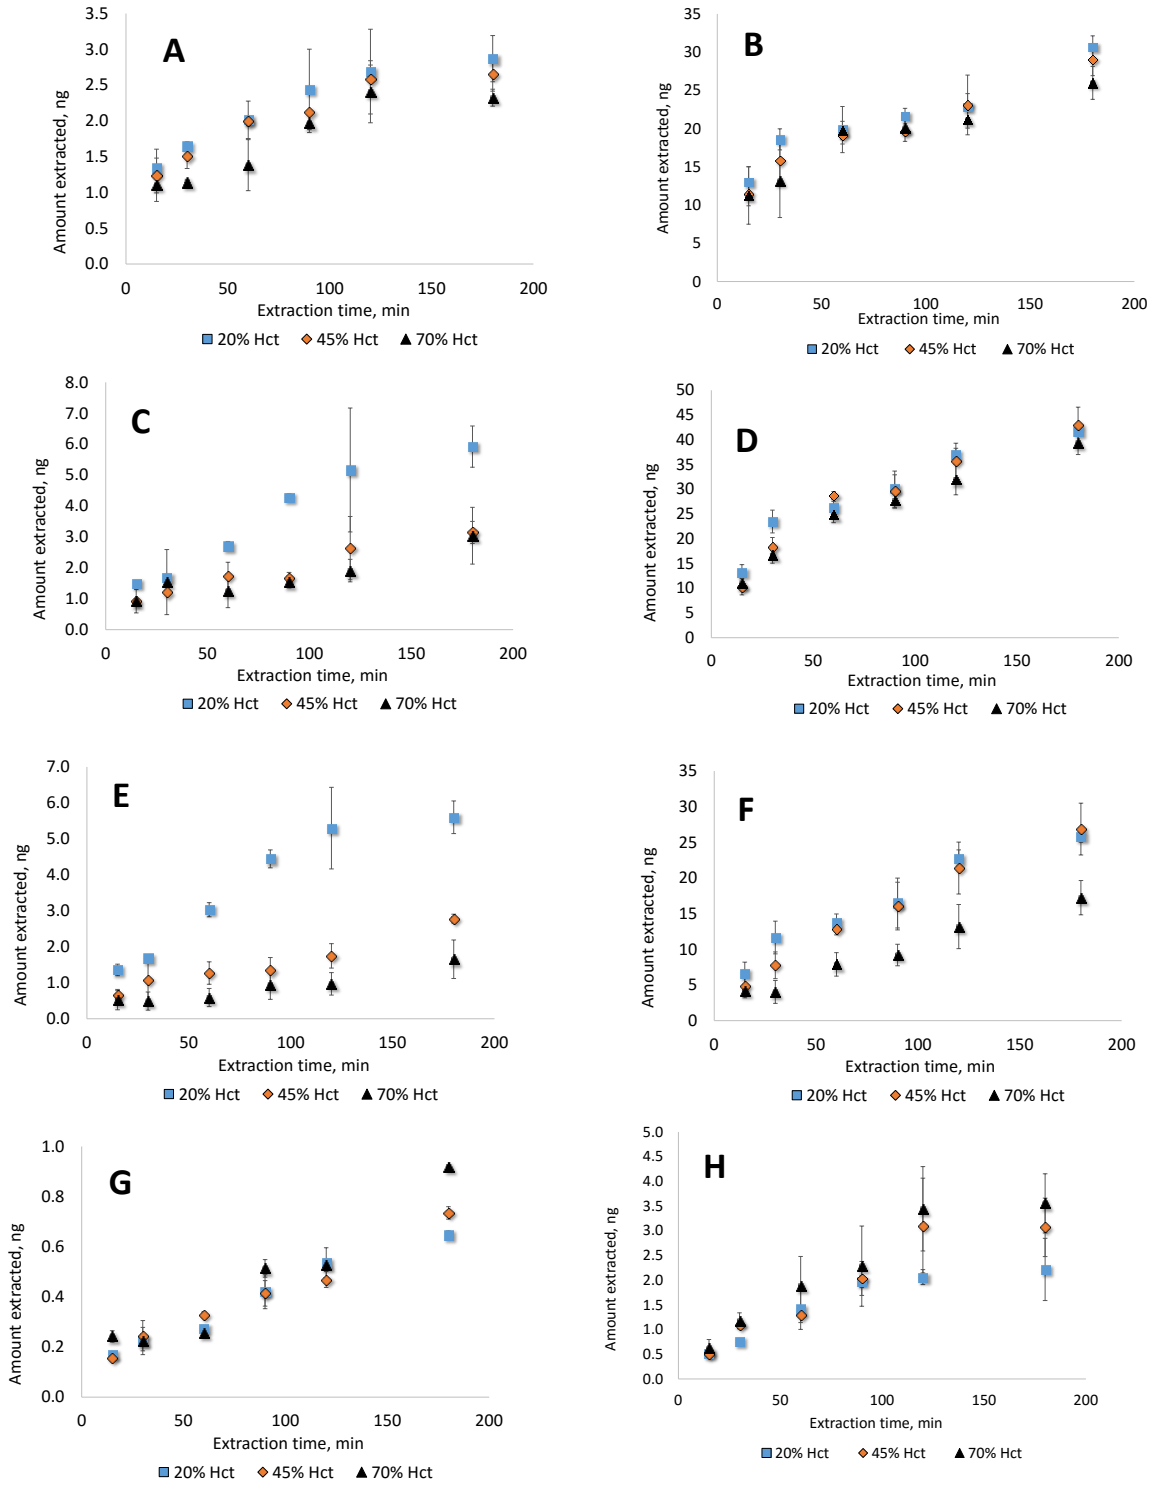 A
Amount extracted, ng
3.5
3.0
2.5
2.0
1.5
1.0
0.5
0.0
0 50 100 150 200
Extraction time, min
20% Hct 45% Hct 70% Hct
B
Amount extracted, ng
35
30
25
20
15
10
5
0
0 50 100 150 200
Extraction time, min
20% Hct 45% Hct 70% Hct
C
Amount extracted, ng
8.0
7.0
6.0
5.0
4.0
3.0
2.0
1.0
0.0
0 50 100 150 200
Extraction time, min
20% Hct 45% Hct 70% Hct
D
Amount extracted, ng
50
45
40
35
30
25
20
15
10
5
0
0 50 100 150 200
Extraction time, min
20% Hct 45% Hct 70% Hct
E
Amount extracted, ng
7.0
6.0
5.0
4.0
3.0
2.0
1.0
0.0
0 50 100 150 200
Extraction time, min
20% Hct 45% Hct 70% Hct
F
Amount extracted, ng
35
30
25
20
15
10
5
0
0 50 100 150 200
Extraction time, min
20% Hct 45% Hct 70% Hct
G
Amount extracted, ng
1.0
0.8
0.6
0.4
0.2
0.0
0 50 100 150 200
Extraction time, min
20% Hct 45% Hct 70% Hct
H
Amount extracted, ng
5.0
4.5
4.0
3.5
3.0
2.5
2.0
1.5
1.0
0.5
0.0
0 50 100 150 200
Extraction time, min
20% Hct 45% Hct 70% Hct